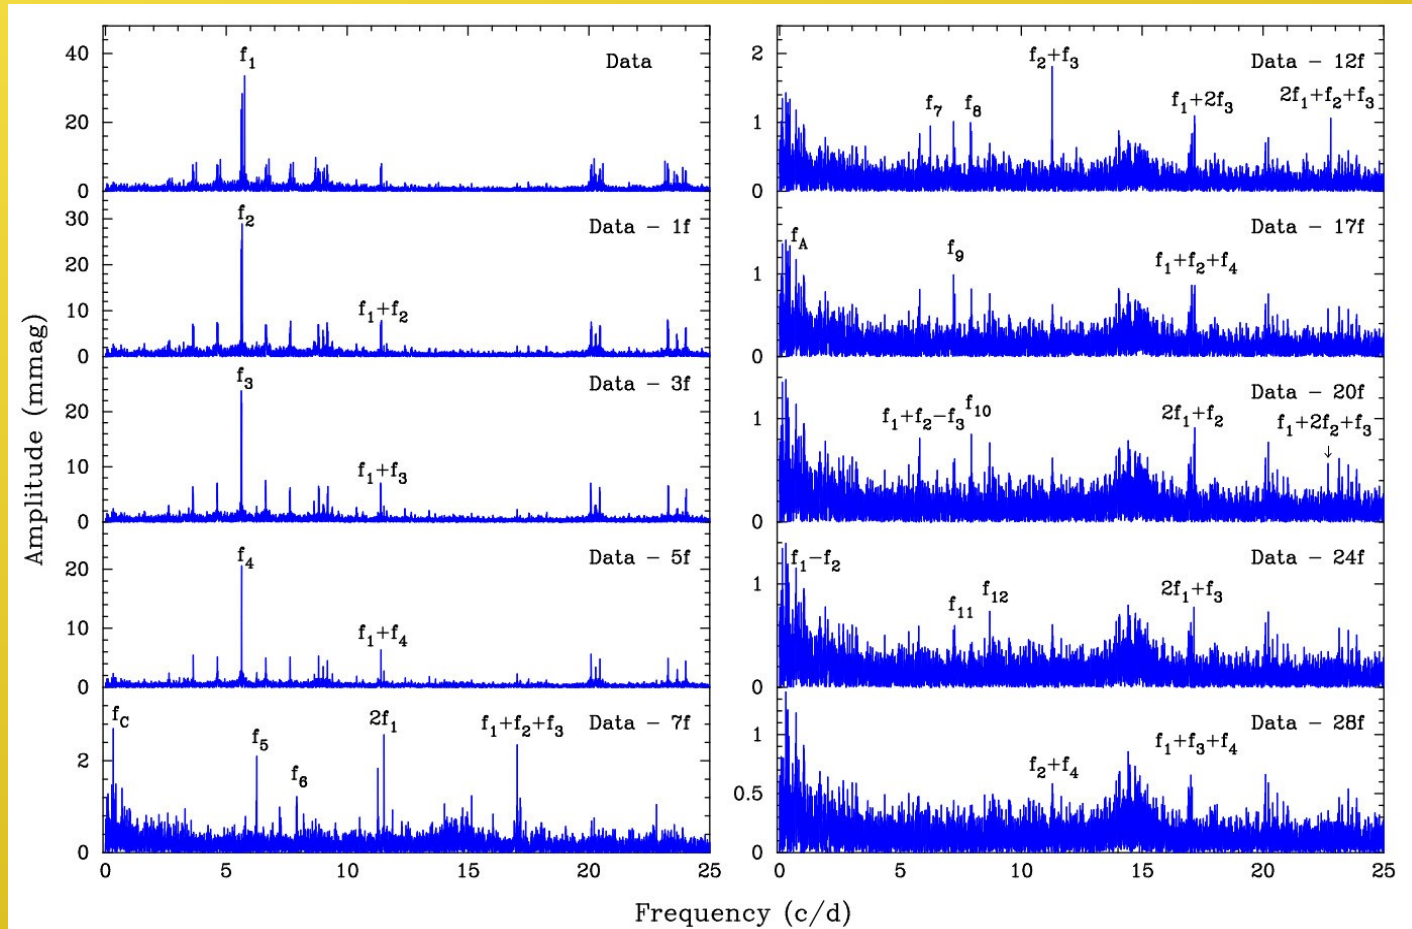 Amplitude (mmag)
Frequency (c/d)
Data
f1
40
20
0
Data - 1f
f2
f1+f2
30
20
10
0
Data - 3f
f3
f1+f3
20
10
0
Data - 5f
f4
f1+f4
20
10
0
Data - 7f
fC
f5
f6
2f1
f1+f2+f3
2
0
0 5 10 15 20 25
Data - 12f
f7
f8
f2+f3
f1+2f3
2f1+f2+f3
2
1
0
Data - 17f
fA
f9
f1+f2+f4
1
0
Data - 20f
f1+f2-f3
f10
2f1+f2
f1+2f2+f3
1
0
Data - 24f
f1-f2
f11
f12
2f1+f3
1
0
Data - 28f
f2+f4
f1+f3+f4
1
0.5
0
0 5 10 15 20 25